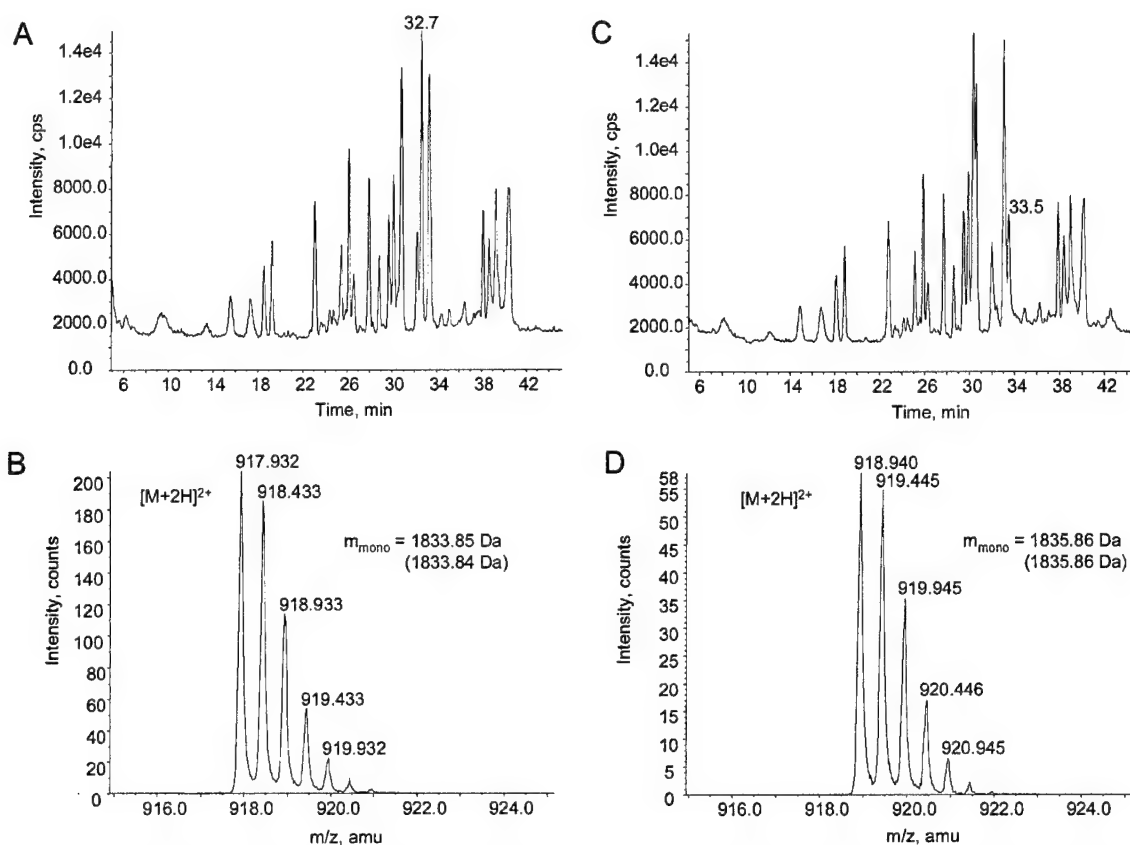 A
32.7
Intensity, cps
1.4e4
1.2e4
1.0e4
8000.0
6000.0
4000.0
2000.0
0.0
6 10 14 18 22 26 30 34 38 42
Time, min
C
33.5
Intensity, cps
1.4e4
1.2e4
1.0e4
8000.0
6000.0
4000.0
2000.0
0.0
6 10 14 18 22 26 30 34 38 42
Time, min
B
917.932
[M+2H]2+
918.433
mmono = 1833.85 Da
(1833.84 Da)
918.933
919.433
919.932
Intensity, counts
200
180
160
140
120
100
80
60
40
20
0
916.0 918.0 920.0 922.0 924.0
m/z, amu
D
918.940
[M+2H]2+
919.445
mmono = 1835.86 Da
(1835.86 Da)
919.945
920.446
920.945
Intensity, counts
58
55
50
45
40
35
30
25
20
15
10
5
0
916.0 918.0 920.0 922.0 924.0
m/z, amu